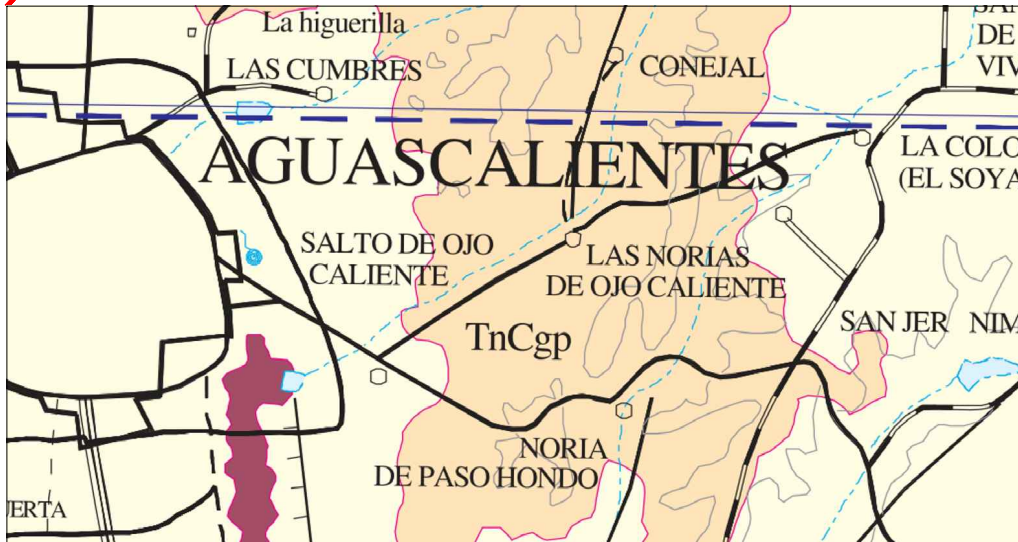 La higuerilla
LAS CUMBRES
CONEJAL
DE
AGUASCALIENTES
SALTO DE OJO
CALIENTE
LAS NORIAS
DE OJO CALIENTE
TnCgp
SAN JER NIM
NORIA
DE PASO HONDO
LA COLO
(EL SOYA
VIV
UERTA